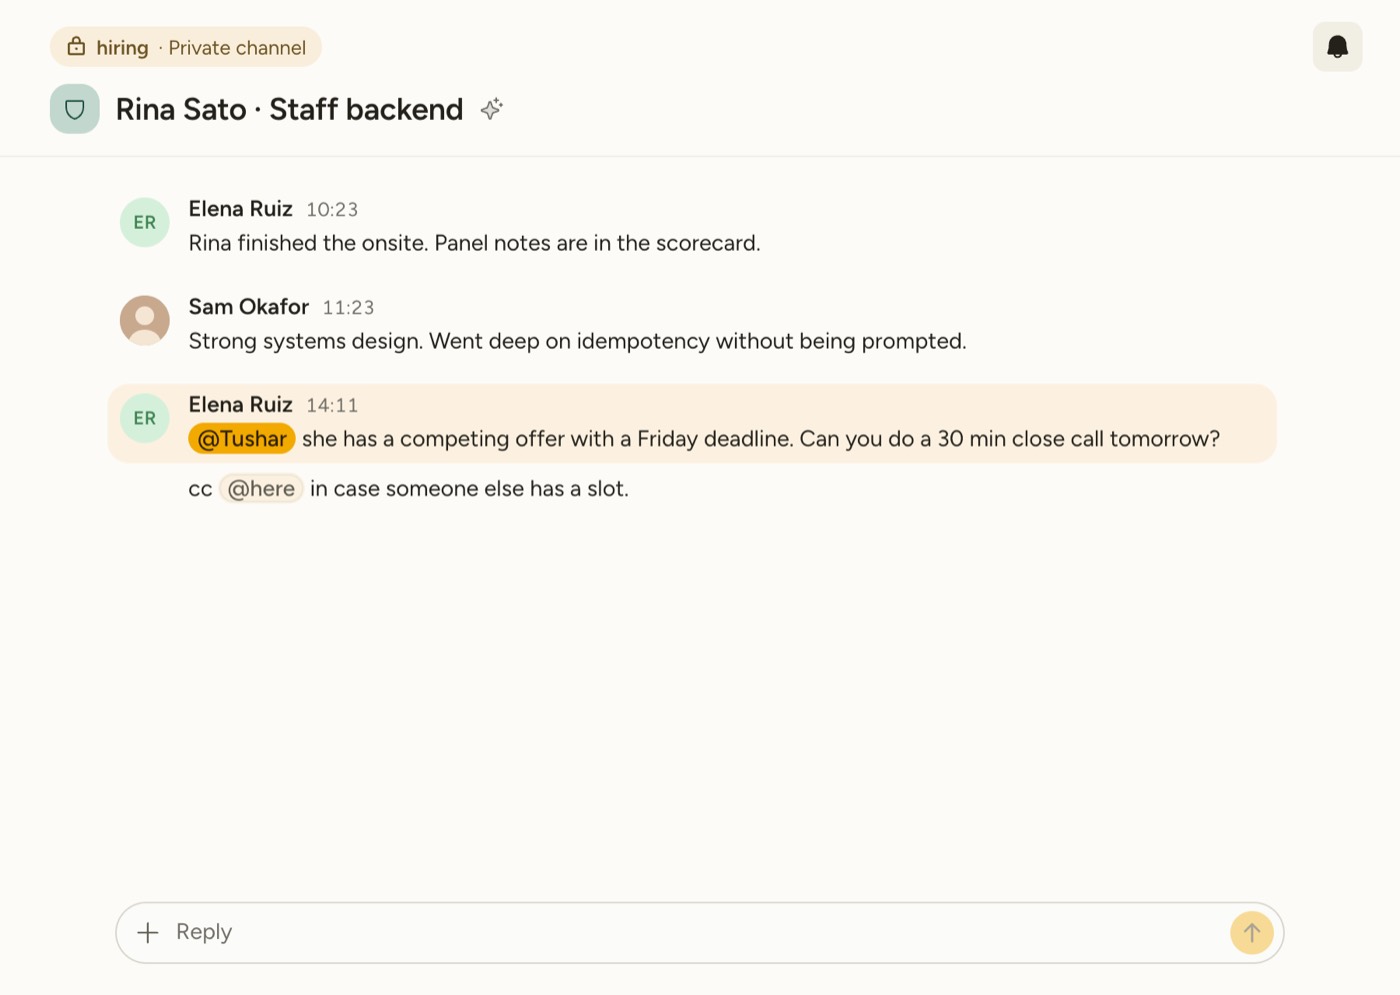 hiring · Private channel
Rina Sato · Staff backend
ER
Elena Ruiz 10:23
Rina finished the onsite. Panel notes are in the scorecard.
Sam Okafor 11:23
Strong systems design. Went deep on idempotency without being prompted.
ER
Elena Ruiz 14:11
@Tushar she has a competing offer with a Friday deadline. Can you do a 30 min close call tomorrow?
cc @here in case someone else has a slot.
Reply